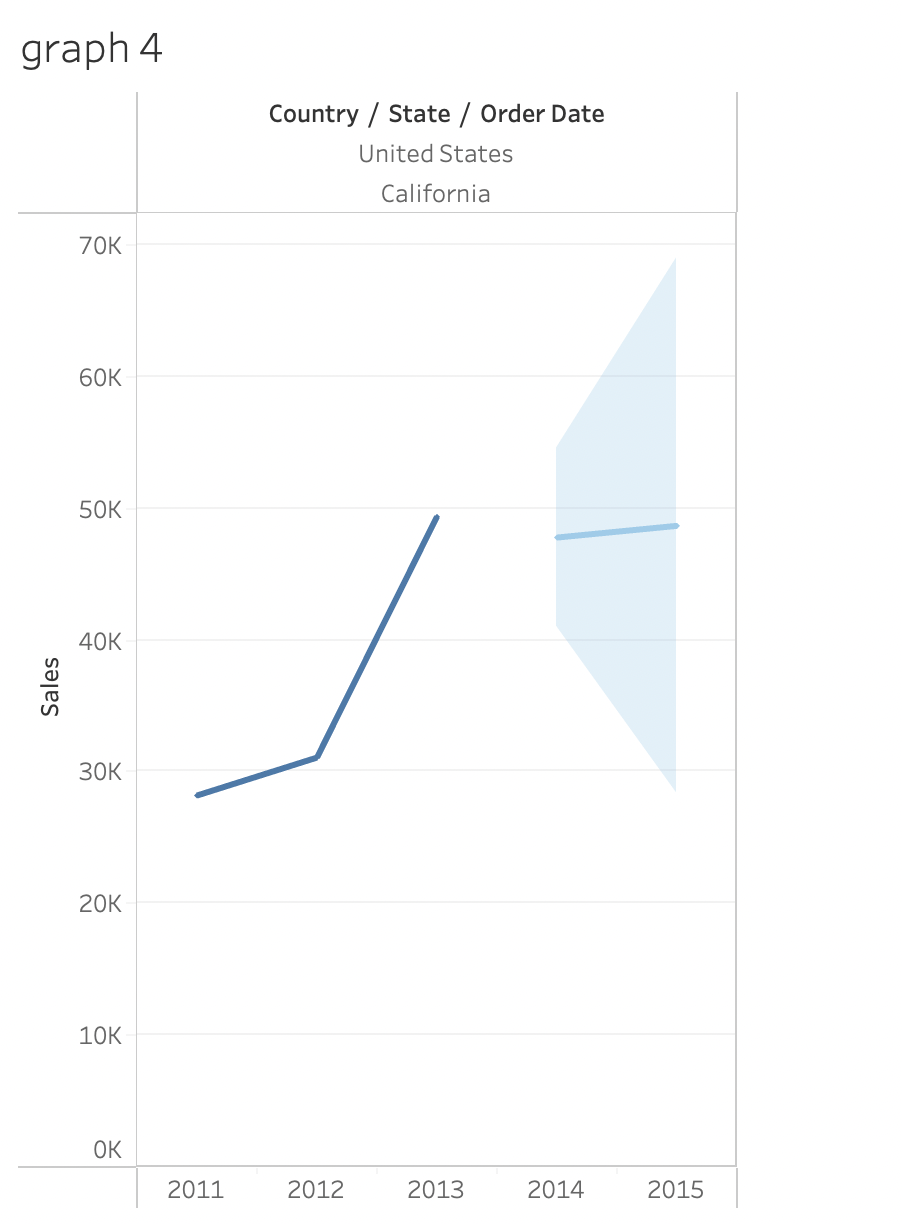 graph 4
Country / State / Order Date
United States
California
70K
60K
50K
40K
30K
20K
10K
0K
Sales
2011 2012 2013 2014 2015